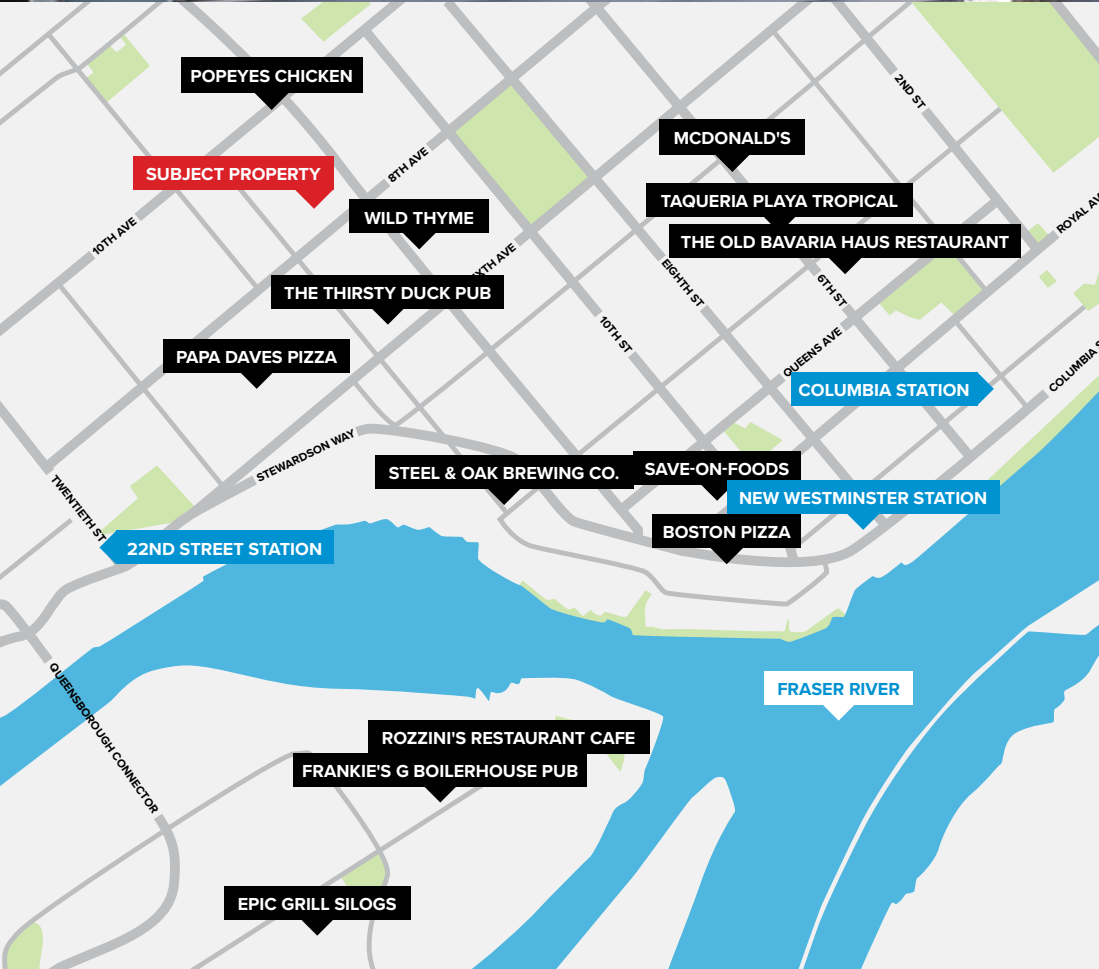 POPEYES CHICKEN
2ND ST
MCDONALD'S
8TH AVE
SUBJECT PROPERTY
TAQUERIA PLAYA TROPICAL
WILD THYME
ROYAL AV
10TH AVE
THE OLD BAVARIA HAUS RESTAURANT
IXTH AVE
EIGHTH ST
6TH ST
THE THIRSTY DUCK PUB
10TH ST
QUEENS AVE
PAPA DAVES PIZZA
COLUMBIA S
COLUMBIA STATION
STEWARDSON WAY
STEEL & OAK BREWING CO.
SAVE-ON-FOODS
NEW WESTMINSTER STATION
TWENTIETH ST
BOSTON PIZZA
22ND STREET STATION
FRASER RIVER
QUEENSBOROUGH CONNECTOR
ROZZINI'S RESTAURANT CAFE
FRANKIE'S G BOILERHOUSE PUB
EPIC GRILL SILOGS